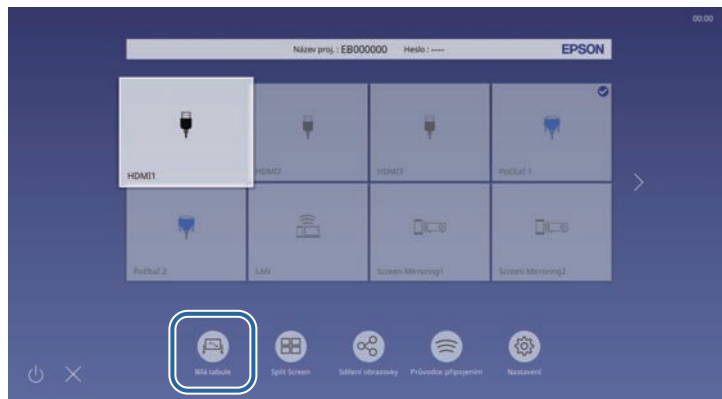 00:00
Název proj. : EB000000 Heslo : ---- EPSON
HDMI1 HDMI2 HDMI3 Počítač 1
Počítač 2 LAN Screen Mirroring1 Screen Mirroring2
Bílá tabule Split Screen Sdílení obrazovky Průvodce připojením Nastavení